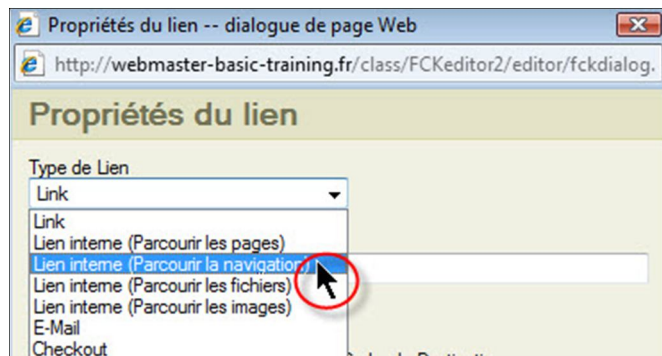 Propriétés du lien -- dialogue de page Web
http://webmaster-basic-training.fr/class/FCKeditor2/editor/fckdialog.
Propriétés du lien
Type de Lien
Link
Link
Lien interne (Parcourir les pages)
Lien interne (Parcourir la navigation)
Lien interne (Parcourir les fichiers)
Lien interne (Parcourir les images)
E-Mail
Checkout